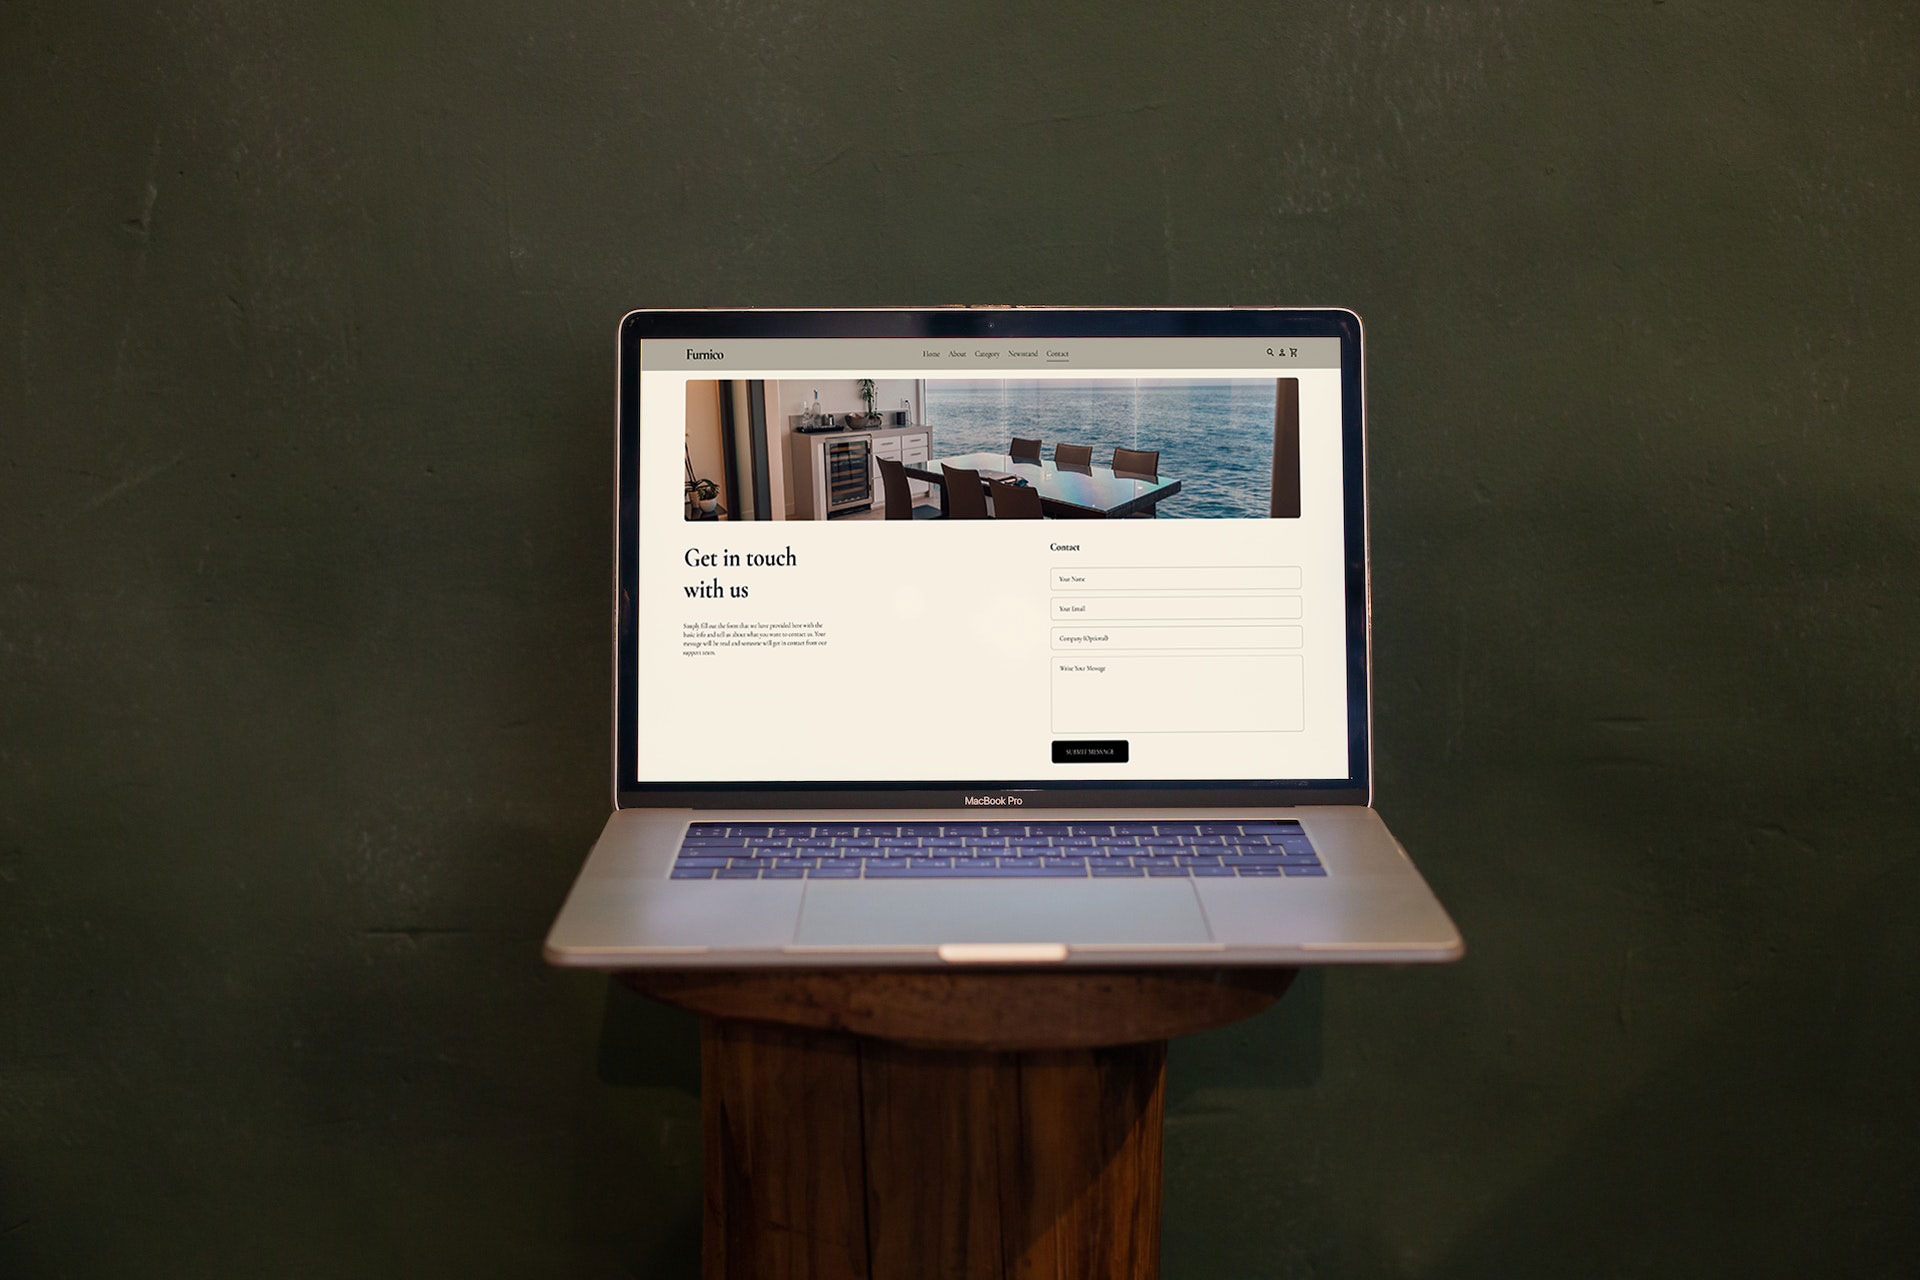 Furnico
Home About Category Newsstand Contact
Get in touch
with us
Simply fill out the form that we have provided here with the
basic info and tell us about what you want to contact us. Your
message will be read and someone will get in contact from our
support team.
Contact
Your Name
Your Email
Company (Optional)
Write Your Message
SUBMIT MESSAGE
MacBook Pro